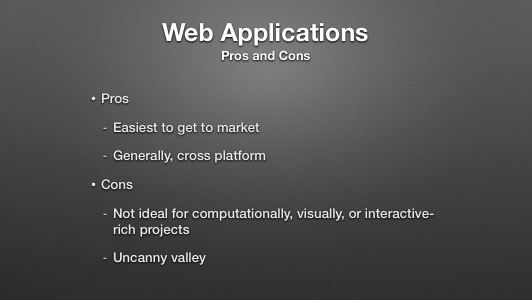 Web Applications
Pros and Cons
• Pros
- Easiest to get to market
- Generally, cross platform
• Cons
- Not ideal for computationally, visually, or interactive-
rich projects
- Uncanny valley